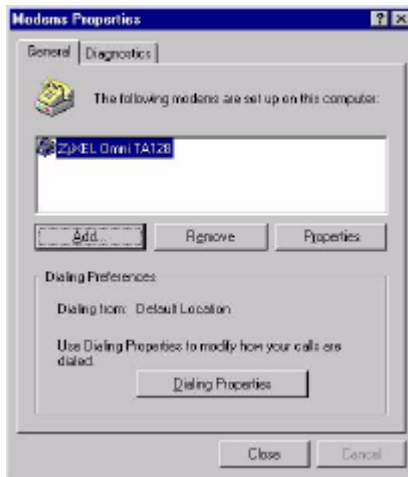 Modems Properties
General Diagnostics
The following modems are set up on this computer:
ZyXEL Omni TA128
Add... Remove Properties
Dialing Preferences
Dialing from: Default Location
Use Dialing Properties to modify how your calls are
dialed.
Dialing Properties
Close Cancel